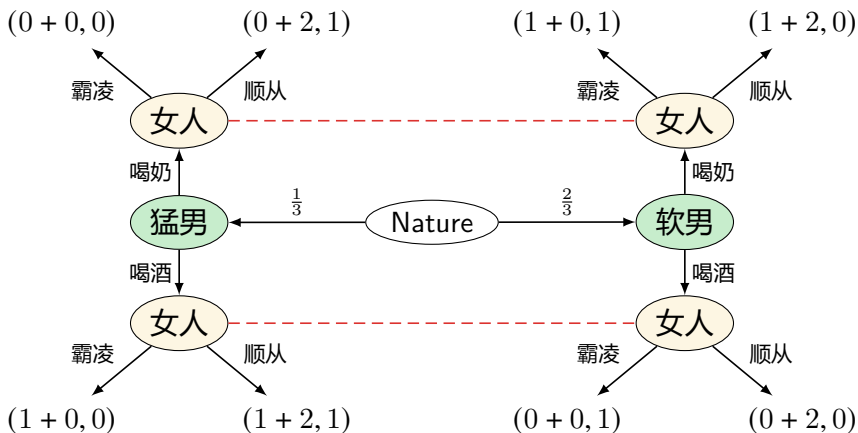 (0 + 0, 0) (0 + 2, 1) (1 + 0, 1) (1 + 2, 0)
霸凌 顺从 霸凌 顺从
女人 女人
喝奶 喝奶
猛男 1/3 Nature 2/3 软男
喝酒 喝酒
女人 女人
霸凌 顺从 霸凌 顺从
(1 + 0, 0) (1 + 2, 1) (0 + 0, 1) (0 + 2, 0)